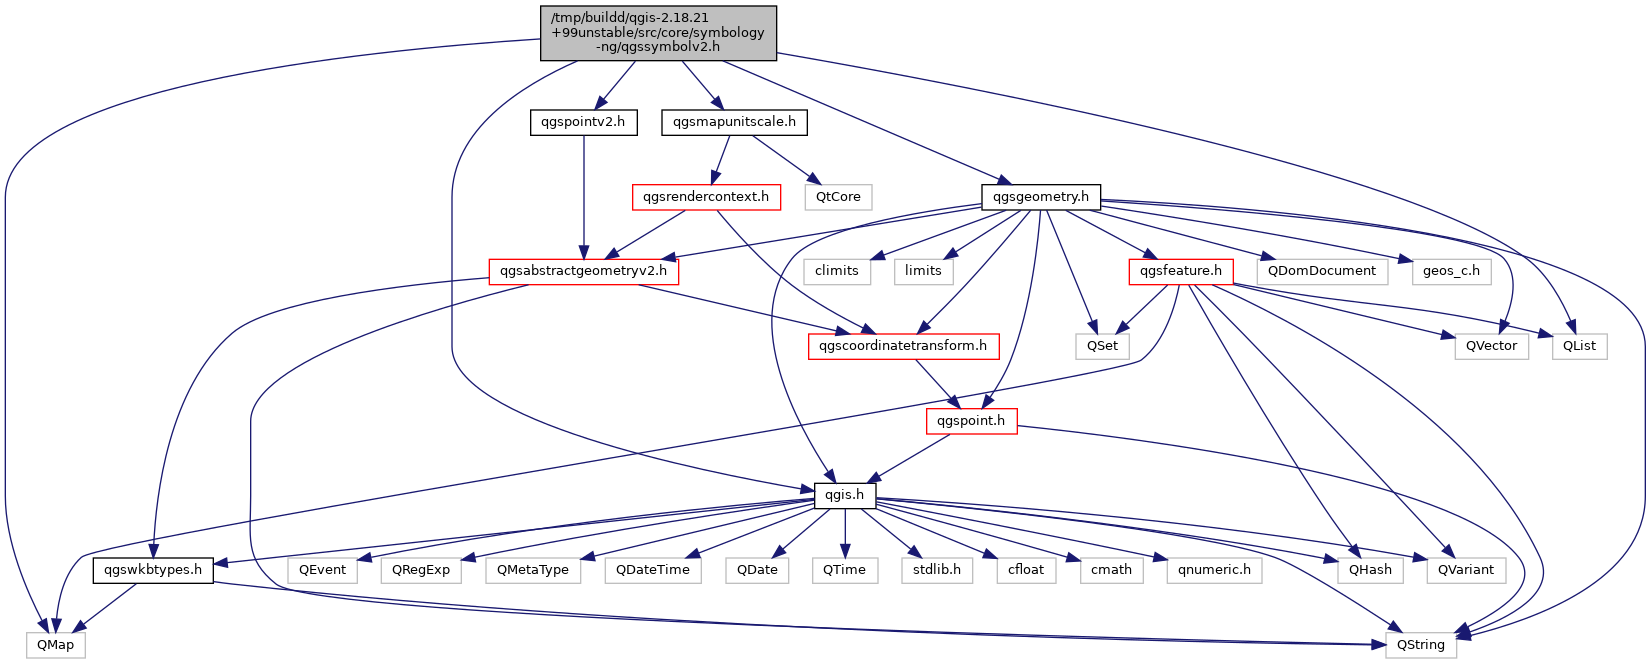 /tmp/buildd/qgis-2.18.21
+99unstable/src/core/symbology
-ng/qgssymbolv2.h
qgspointv2.h
qgsmapunitscale.h
qgsrendercontext.h
QtCore
qgsgeometry.h
qgsabstractgeometryv2.h
climits
limits
qgsfeature.h
QDomDocument
geos_c.h
qgscoordinatetransform.h
QSet
QVector
QList
qgspoint.h
qgis.h
qgswkbtypes.h
QEvent
QRegExp
QMetaType
QDateTime
QDate
QTime
stdlib.h
cfloat
cmath
qnumeric.h
QHash
QVariant
QMap
QString